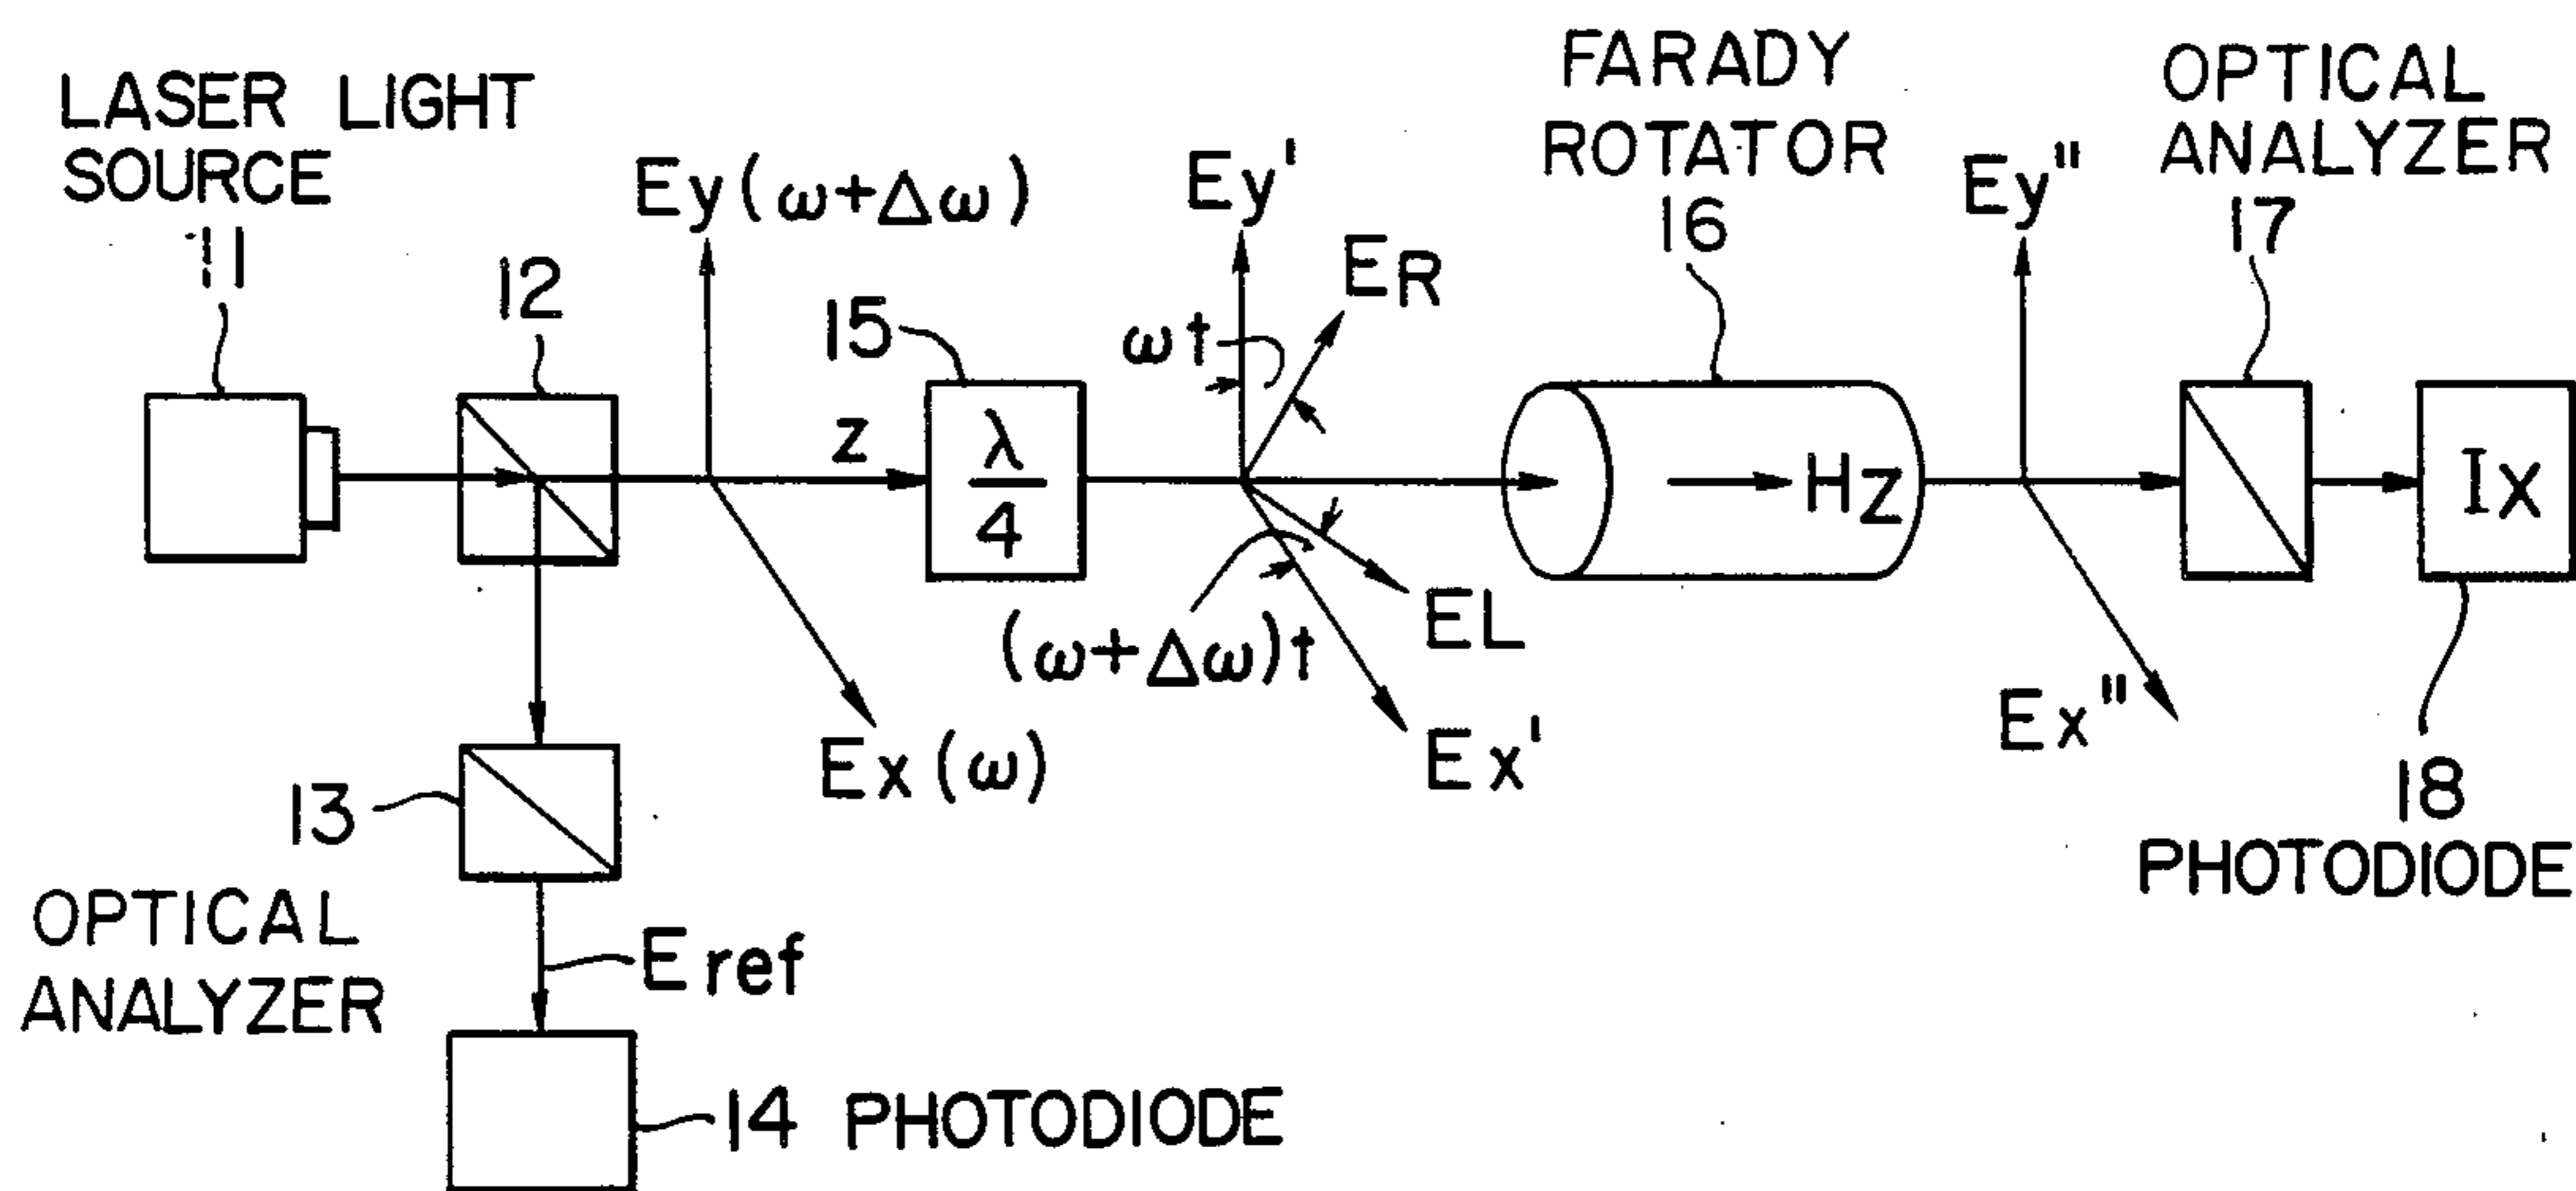 LASER LIGHT
SOURCE
11
12
Ey(ω+Δω)
Ex(ω)
z
15
λ
4
Ey'
ER
ωt
EL
(ω+Δω)t
Ex'
FARADY
ROTATOR
16
Hz
Ey"
Ex"
OPTICAL
ANALYZER
17
Ix
18
PHOTODIODE
13
OPTICAL
ANALYZER
Eref
14 PHOTODIODE